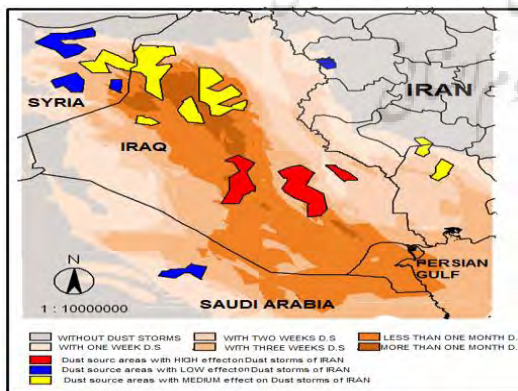 SYRIA
IRAN
IRAQ
N
PERSIAN
GULF
1 : 10000000
SAUDI ARABIA
WITHOUT DUST STORMS
WITH TWO WEEKS D.S
LESS THAN ONE MONTH D.
WITH ONE WEEK D.S
WITH THREE WEEKS D.S
MORE THAN ONE MONTH D.
Dust sourc areas with HIGH effecton Dust storms of IRAN
Dust source areas with LOW effecton Dust storms of IRAN
Dust source areas with MEDIUM effect on Dust storms of IRAN